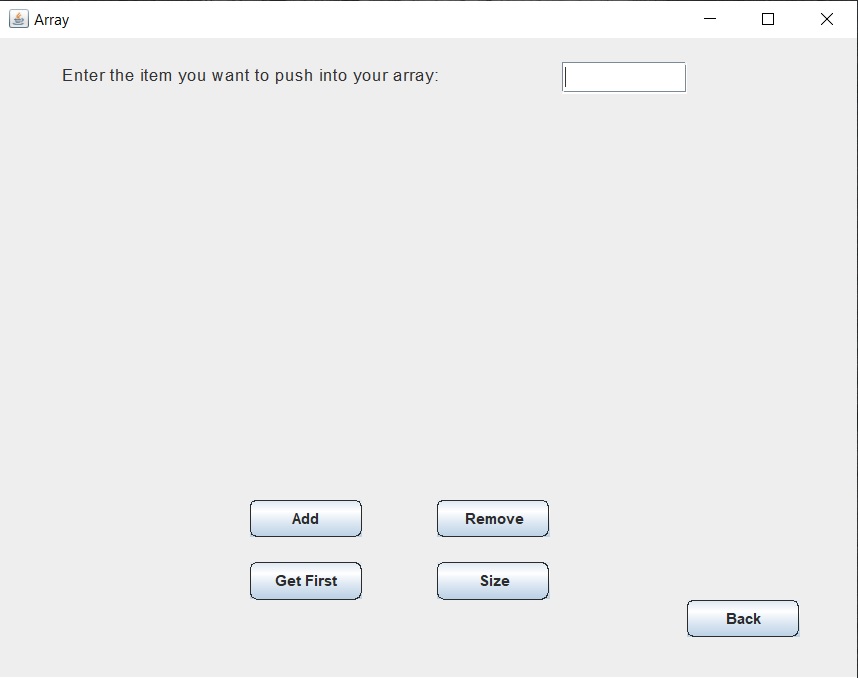 Array
Enter the item you want to push into your array:
Add
Remove
Get First
Size
Back